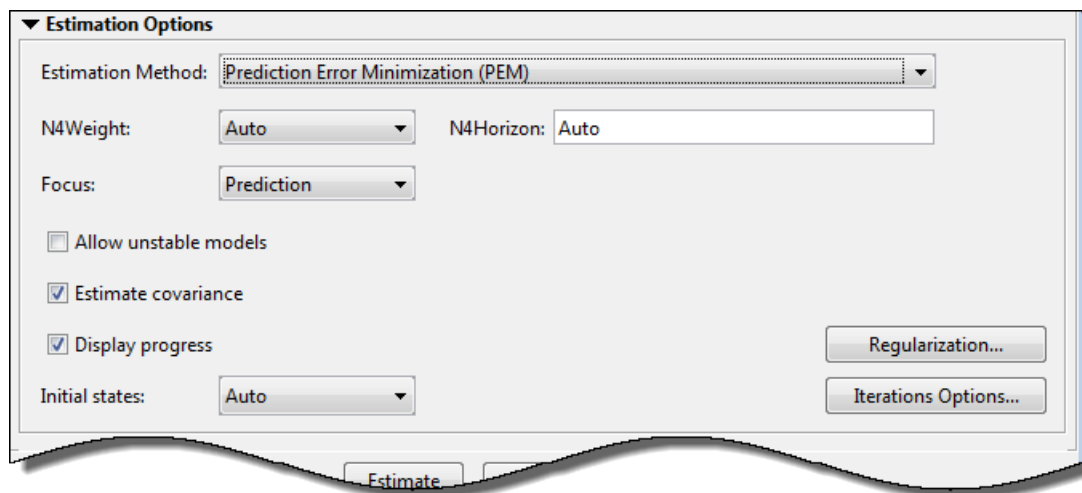 Estimation Options
Estimation Method: Prediction Error Minimization (PEM)
N4Weight: Auto N4Horizon: Auto
Focus: Prediction
Allow unstable models
Estimate covariance
Display progress
Regularization...
Initial states: Auto
Iterations Options...
Estimate